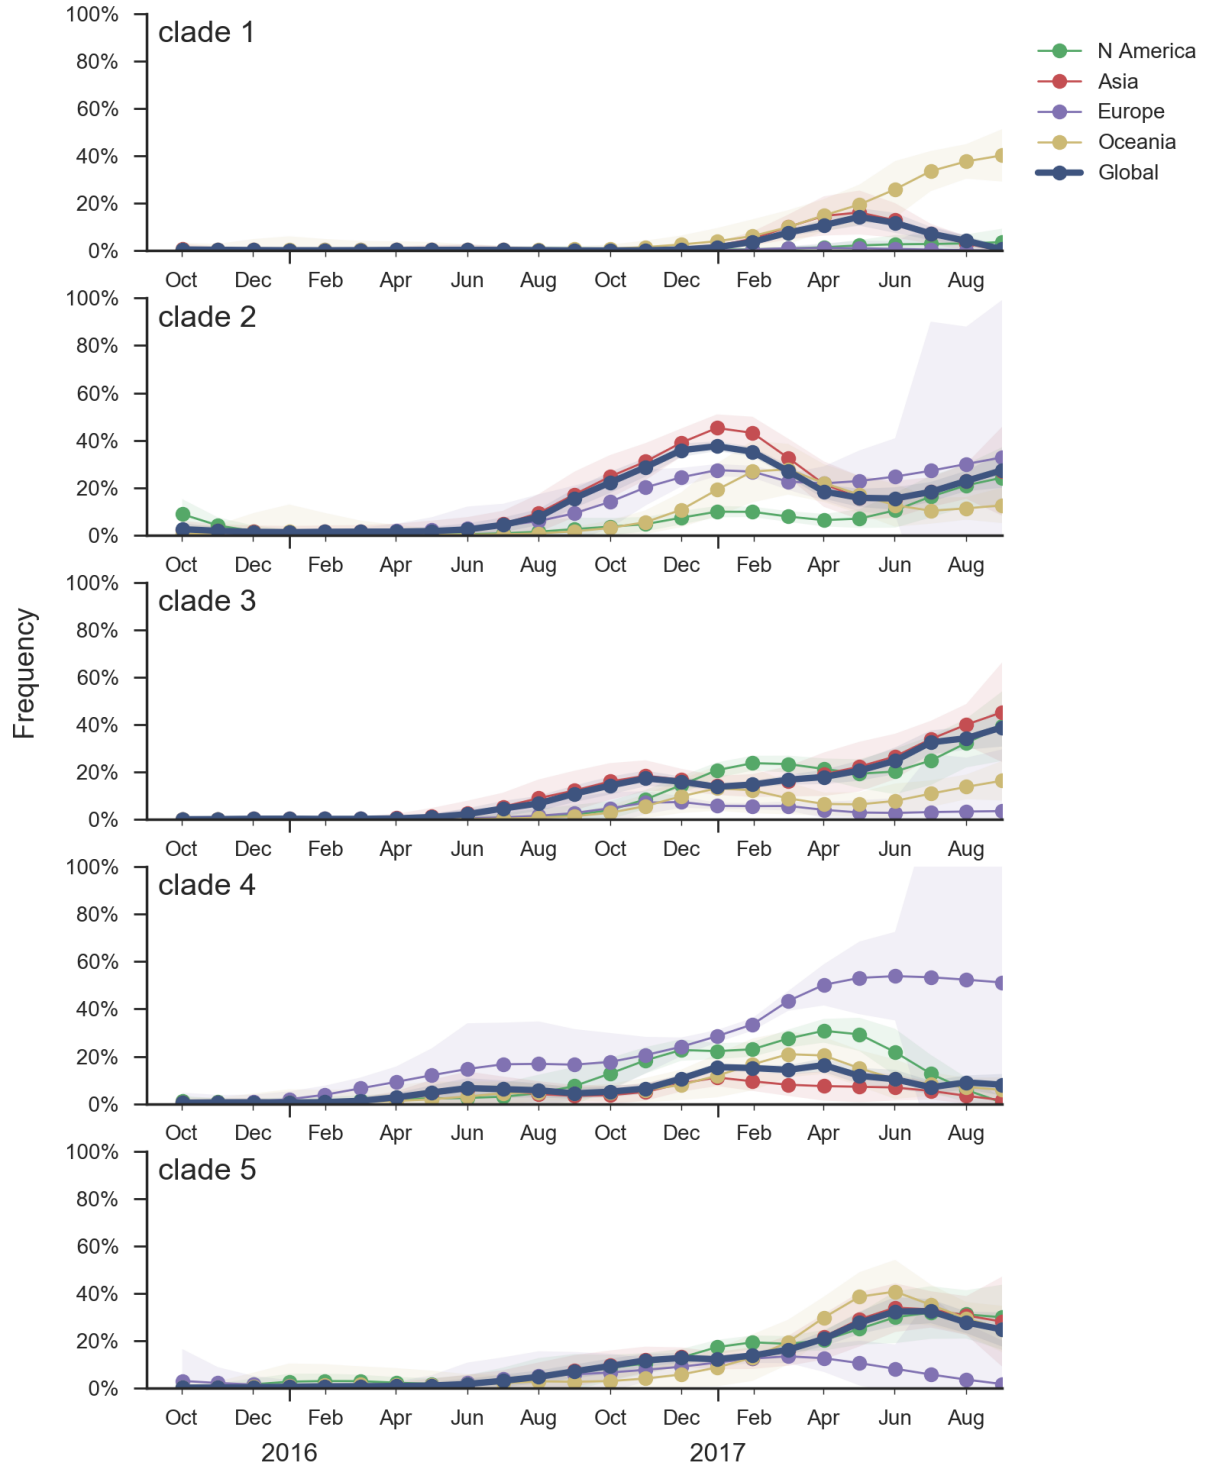 clade 1
100%
80%
60%
40%
20%
0%
Oct Dec Feb Apr Jun Aug Oct Dec Feb Apr Jun Aug
N America
Asia
Europe
Oceania
Global
clade 2
100%
80%
60%
40%
20%
0%
Oct Dec Feb Apr Jun Aug Oct Dec Feb Apr Jun Aug
Frequency
clade 3
100%
80%
60%
40%
20%
0%
Oct Dec Feb Apr Jun Aug Oct Dec Feb Apr Jun Aug
clade 4
100%
80%
60%
40%
20%
0%
Oct Dec Feb Apr Jun Aug Oct Dec Feb Apr Jun Aug
clade 5
100%
80%
60%
40%
20%
0%
Oct Dec Feb Apr Jun Aug Oct Dec Feb Apr Jun Aug
2016 2017